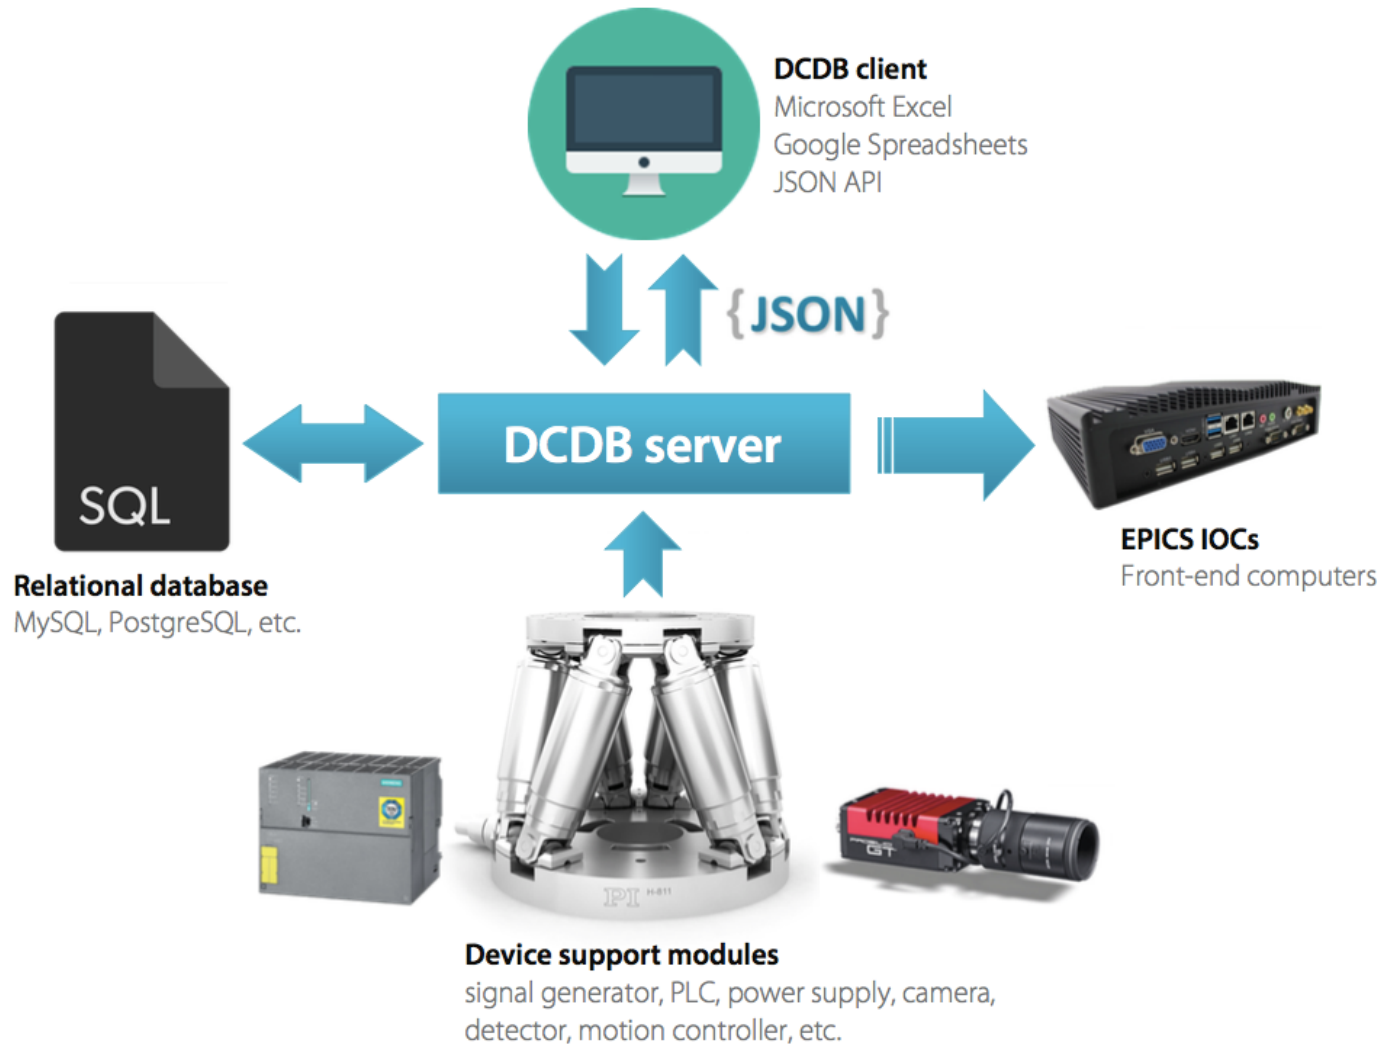 DCDB client
Microsoft Excel
Google Spreadsheets
JSON API
{JSON}
DCDB server
SQL
Relational database
MySQL, PostgreSQL, etc.
EPICS IOCs
Front-end computers
PI H-811
GT
Device support modules
signal generator, PLC, power supply, camera,
detector, motion controller, etc.